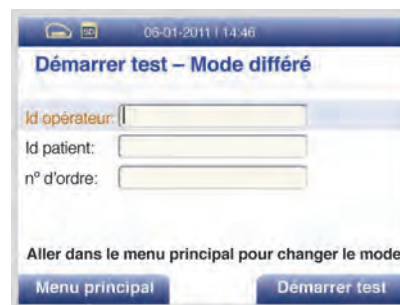 SD 06-01-2011 | 14:46
Démarrer test – Mode différé
Id opérateur:
Id patient:
n° d'ordre:
Aller dans le menu principal pour changer le mode
Menu principal Démarrer test